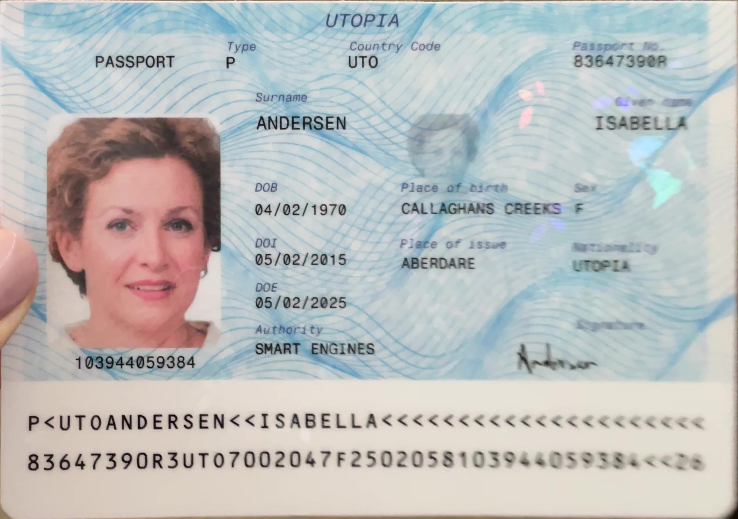 UTOPIA
PASSPORT
Type
P
Country Code
UTO
Passport No.
83647390R
Surname
ANDERSEN
Given name
ISABELLA
DOB
04/02/1970
Place of birth
CALLAGHANS CREEKS
Sex
F
DOI
05/02/2015
Place of issue
ABERDARE
Nationality
UTOPIA
DOE
05/02/2025
Authority
SMART ENGINES
Signature
Andersen
103944059384
P<UTOANDERSEN<<ISABELLA<<<<<<<<<<<<<<<<<<<<<
83647390R3UTO7002047F2502058103944059384<<26